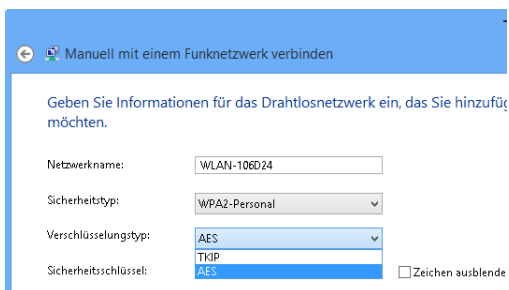 Manuell mit einem Funknetzwerk verbinden
Geben Sie Informationen für das Drahtlosnetzwerk ein, das Sie hinzufüg
möchten.
Netzwerkname: WLAN-106D24
Sicherheitstyp: WPA2-Personal
Verschlüsselungstyp: AES
TKIP
Sicherheitsschlüssel: AES Zeichen ausblende